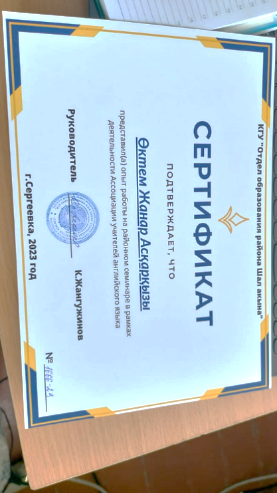 КГУ "Отдел образования района Шал акына"
СЕРТИФИКАТ
ПОДТВЕРЖДАЕТ, ЧТО
Өктем Жанар Асқарқызы
представил(а) опыт работы на районном семинаре в рамках
деятельности Ассоциации учителей английского языка
Руководитель К.Жангужинов
№
г.Сергеевка, 2023 год